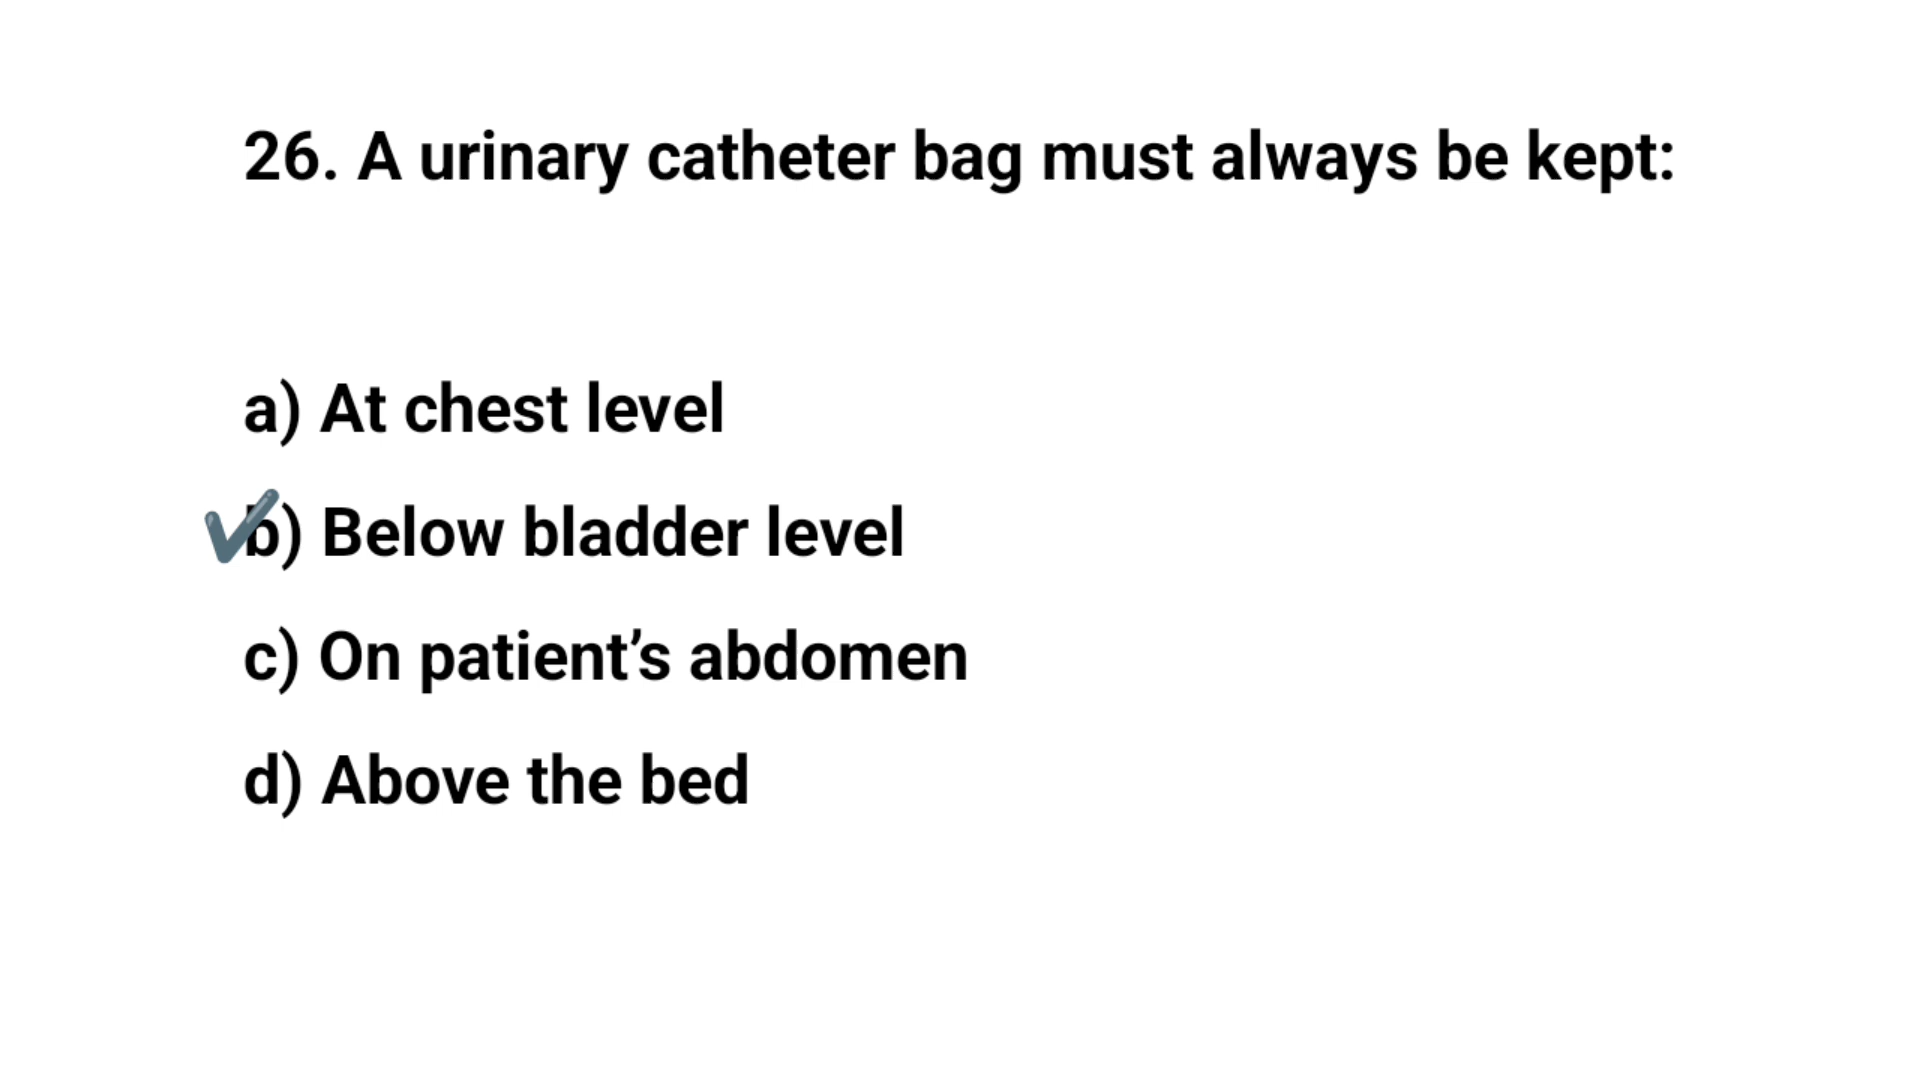 26. A urinary catheter bag must always be kept:
a) At chest level
✔b) Below bladder level
c) On patient’s abdomen
d) Above the bed